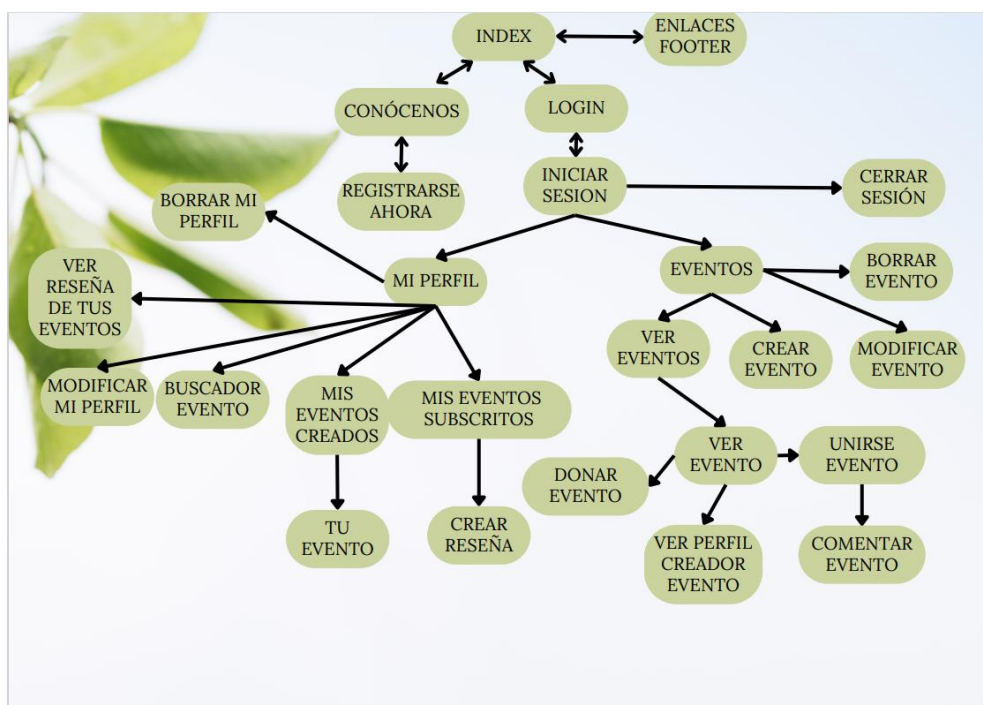 INDEX
ENLACES
FOOTER
CONÓCENOS
LOGIN
REGISTRARSE
AHORA
INICIAR
SESION
CERRAR
SESIÓN
BORRAR MI
PERFIL
MI PERFIL
EVENTOS
BORRAR
EVENTO
VER
RESEÑA
DE TUS
EVENTOS
VER
EVENTOS
CREAR
EVENTO
MODIFICAR
EVENTO
MODIFICAR
MI PERFIL
BUSCADOR
EVENTO
MIS
EVENTOS
CREADOS
MIS EVENTOS
SUBSCRITOS
VER
EVENTO
UNIRSE
EVENTO
DONAR
EVENTO
TU
EVENTO
CREAR
RESEÑA
VER PERFIL
CREADOR
EVENTO
COMENTAR
EVENTO